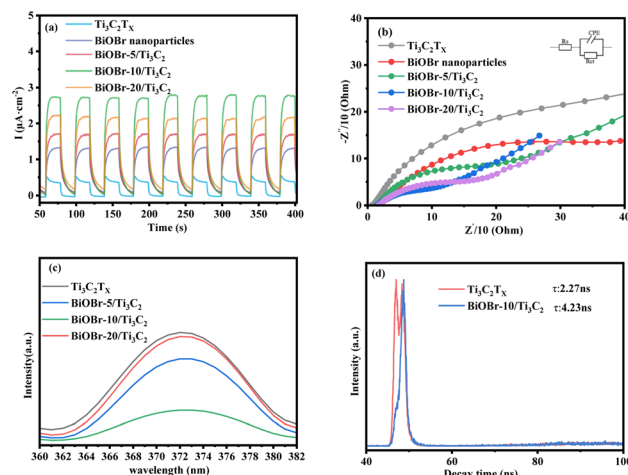 (a)
Ti₃C₂Tₓ
BiOBr nanoparticles
BiOBr-5/Ti₃C₂
BiOBr-10/Ti₃C₂
BiOBr-20/Ti₃C₂
I (μA·cm⁻²)
5
4
3
2
1
0
50 100 150 200 250 300 350 400
Time (s)
(b)
Ti₃C₂Tₓ
BiOBr nanoparticles
BiOBr-5/Ti₃C₂
BiOBr-10/Ti₃C₂
BiOBr-20/Ti₃C₂
Rs
CPE
Rct
-Z''/10 (Ohm)
40
30
20
10
0
0 10 20 30 40
Z'/10 (Ohm)
(c)
Ti₃C₂Tₓ
BiOBr-5/Ti₃C₂
BiOBr-10/Ti₃C₂
BiOBr-20/Ti₃C₂
Intensity(a.u.)
360 362 364 366 368 370 372 374 376 378 380 382
wavelength (nm)
(d)
Ti₃C₂Tₓ τ:2.27ns
BiOBr-10/Ti₃C₂ τ:4.23ns
Intensity (a.u.)
40 60 80 100
Decay time (ns)